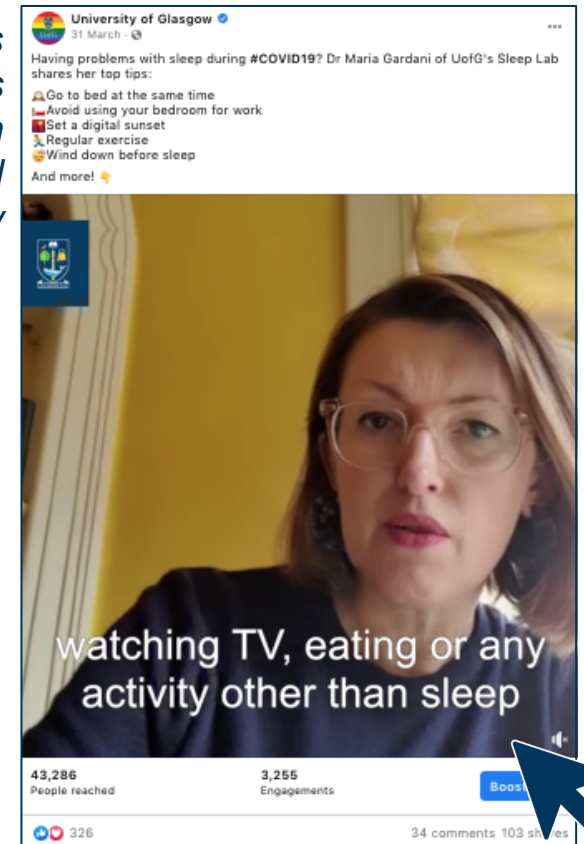 University of Glasgow
31 March ·
Having problems with sleep during #COVID19? Dr Maria Gardani of UofG's Sleep Lab
shares her top tips:
Go to bed at the same time
Avoid using your bedroom for work
Set a digital sunset
Regular exercise
Wind down before sleep
And more!
watching TV, eating or any
activity other than sleep
43,286
People reached
3,255
Engagements
Boost
326
34 comments 103 shares